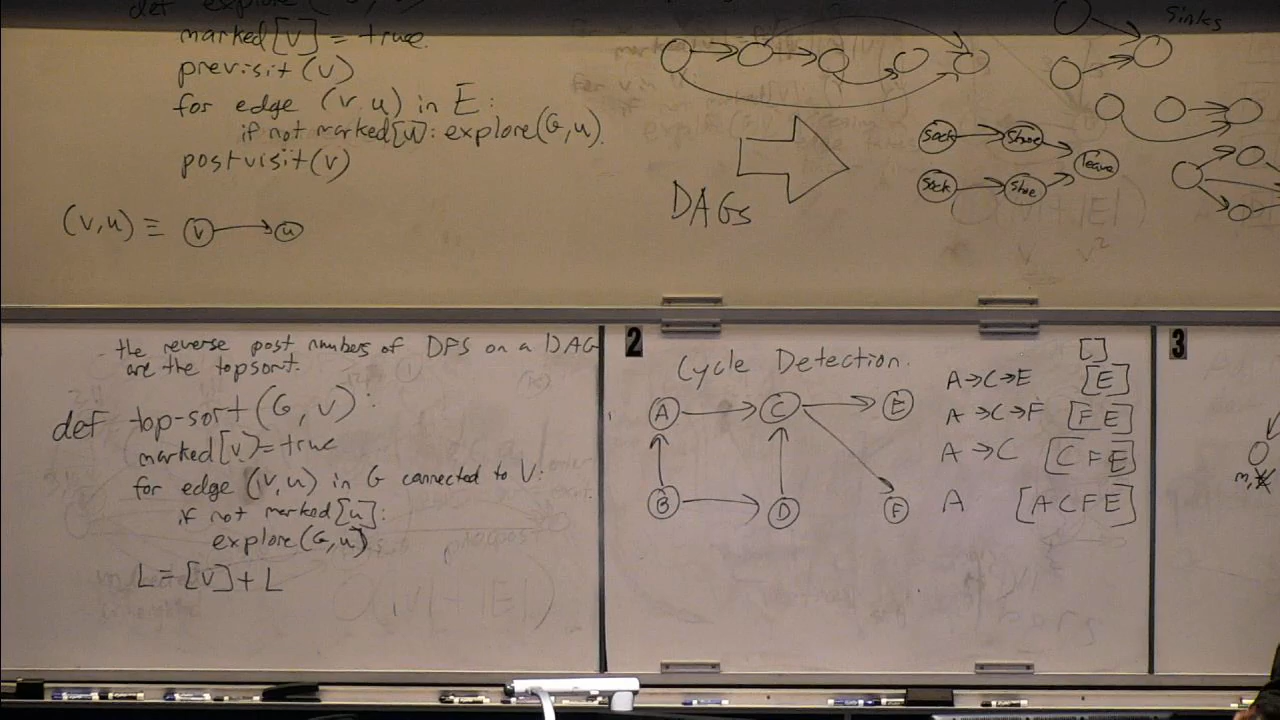 def explore(
marked[v] = true.
previsit(v)
for edge (v,u) in E:
if not marked[u]: explore(G,u)
postvisit(v)
(v,u) ≡ v u
DAGs
sock shoe
sock shoe
leave
sinks
the reverse post numbers of DFS on a DAG
are the topsort.
def top-sort(G, v):
marked[v]=true
for edge (v,u) in G connected to V:
if not marked[u]:
explore(G,u)
L = [v] + L
O(|V|+|E|)
2
Cycle Detection.
A C E
B D F
[]
A→C→E [E]
A→C→F [F E]
A→C [C F E]
A [A C F E]
3